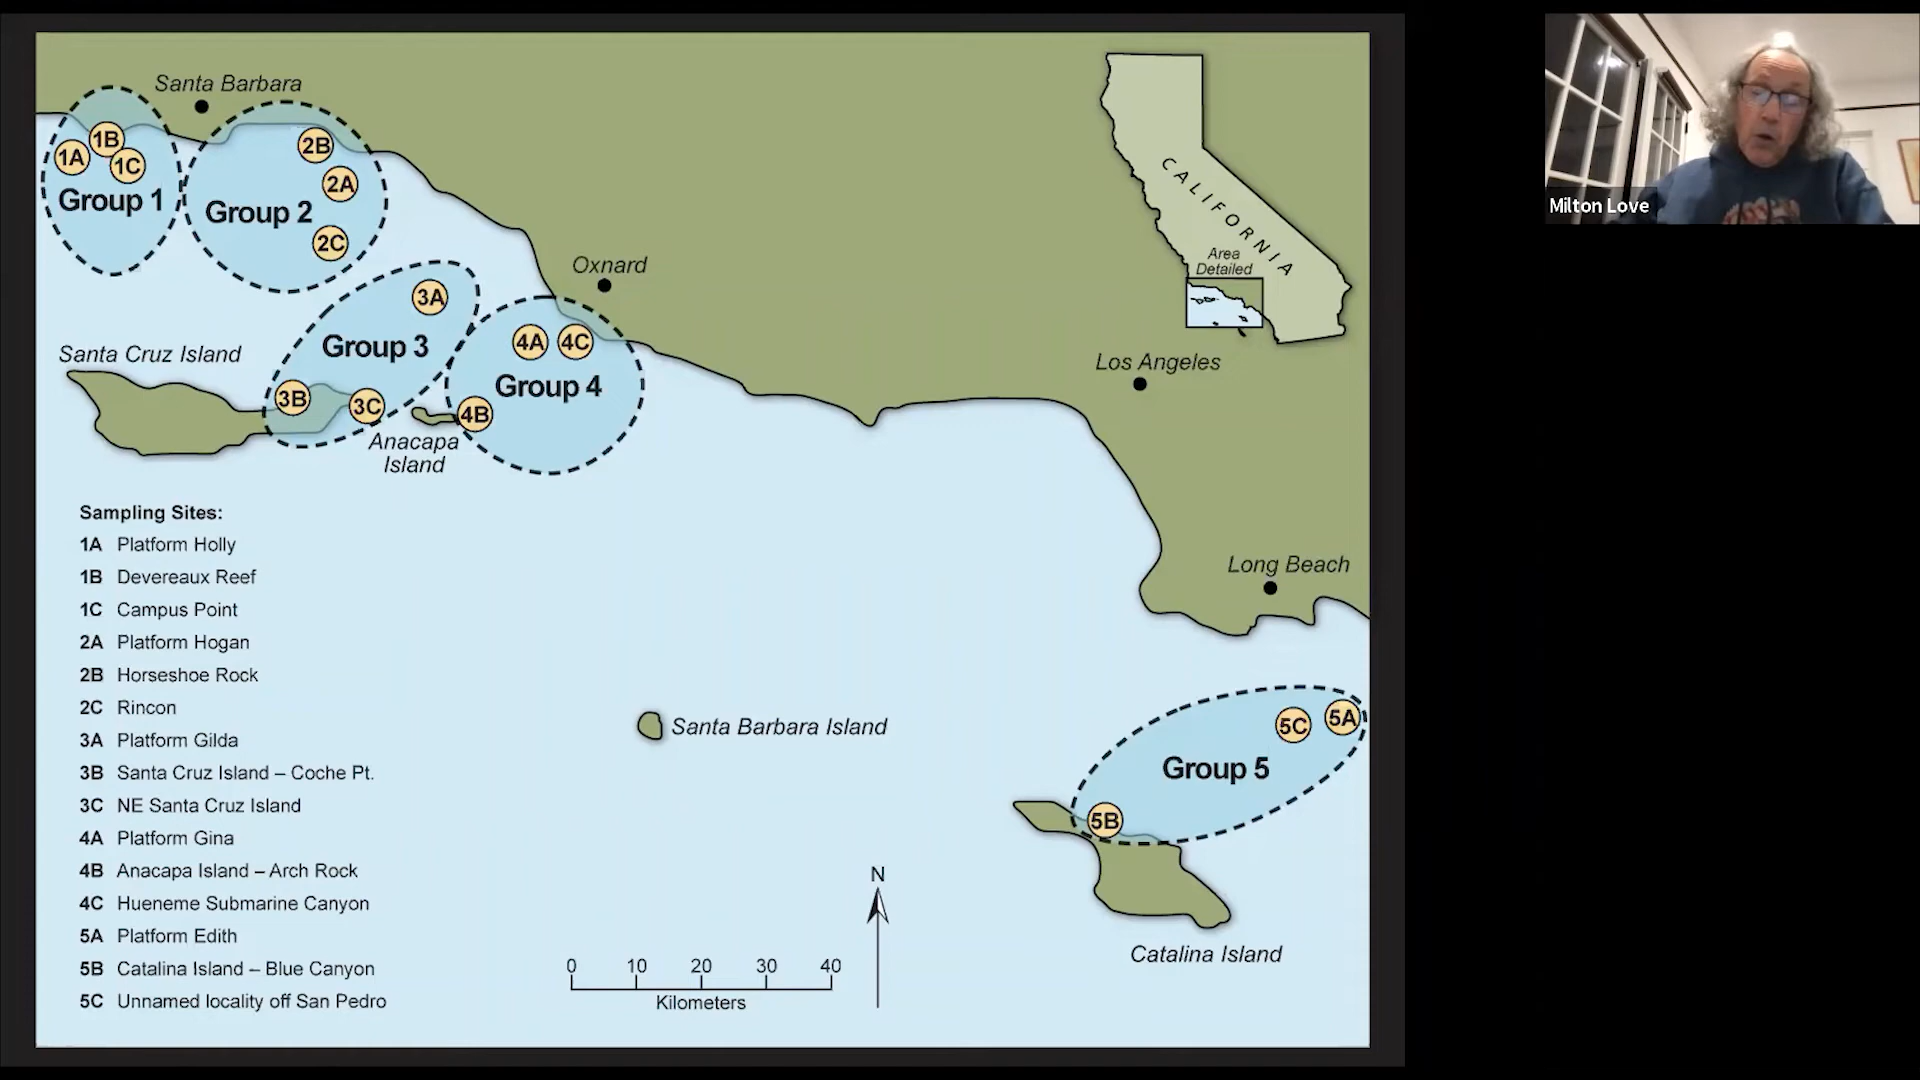 Santa Barbara
1A
1B
1C
Group 1
2B
2A
Group 2
2C
Oxnard
3A
Group 3
3B
3C
Santa Cruz Island
4A
4C
Group 4
4B
Anacapa
Island
CALIFORNIA
Area
Detailed
Los Angeles
Long Beach
Sampling Sites:
1A Platform Holly
1B Devereaux Reef
1C Campus Point
2A Platform Hogan
2B Horseshoe Rock
2C Rincon
3A Platform Gilda
3B Santa Cruz Island – Coche Pt.
3C NE Santa Cruz Island
4A Platform Gina
4B Anacapa Island – Arch Rock
4C Hueneme Submarine Canyon
5A Platform Edith
5B Catalina Island – Blue Canyon
5C Unnamed locality off San Pedro
Santa Barbara Island
5C
5A
Group 5
5B
Catalina Island
N
0 10 20 30 40
Kilometers
Milton Love